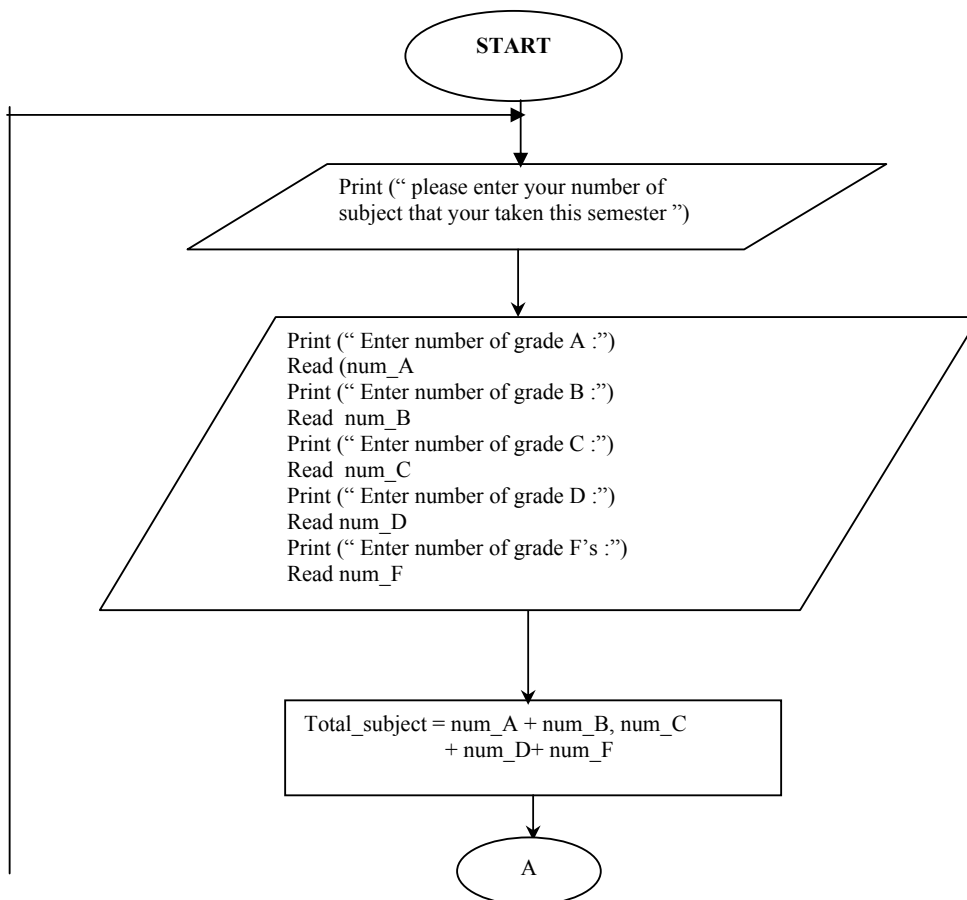 START
Print (“ please enter your number of
subject that your taken this semester ”)
Print (“ Enter number of grade A :”)
Read (num_A
Print (“ Enter number of grade B :”)
Read  num_B
Print (“ Enter number of grade C :”)
Read  num_C
Print (“ Enter number of grade D :”)
Read num_D
Print (“ Enter number of grade F’s :”)
Read num_F
Total_subject = num_A + num_B, num_C
+ num_D+ num_F
A